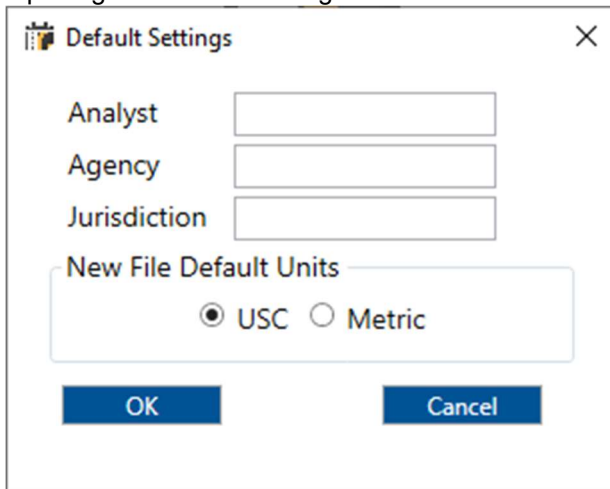 Default Settings
Analyst
Agency
Jurisdiction
New File Default Units
USC Metric
OK Cancel